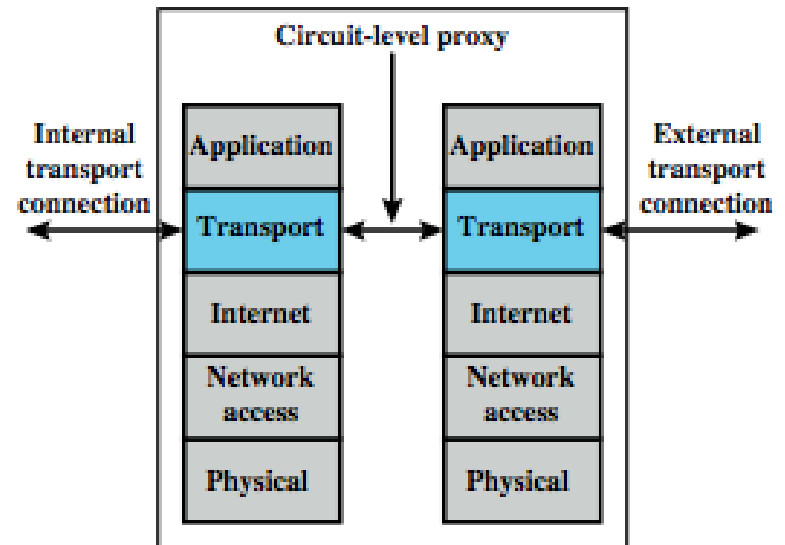 Circuit-level proxy
Internal
transport
connection
Application
Transport
Internet
Network
access
Physical
Application
Transport
Internet
Network
access
Physical
External
transport
connection